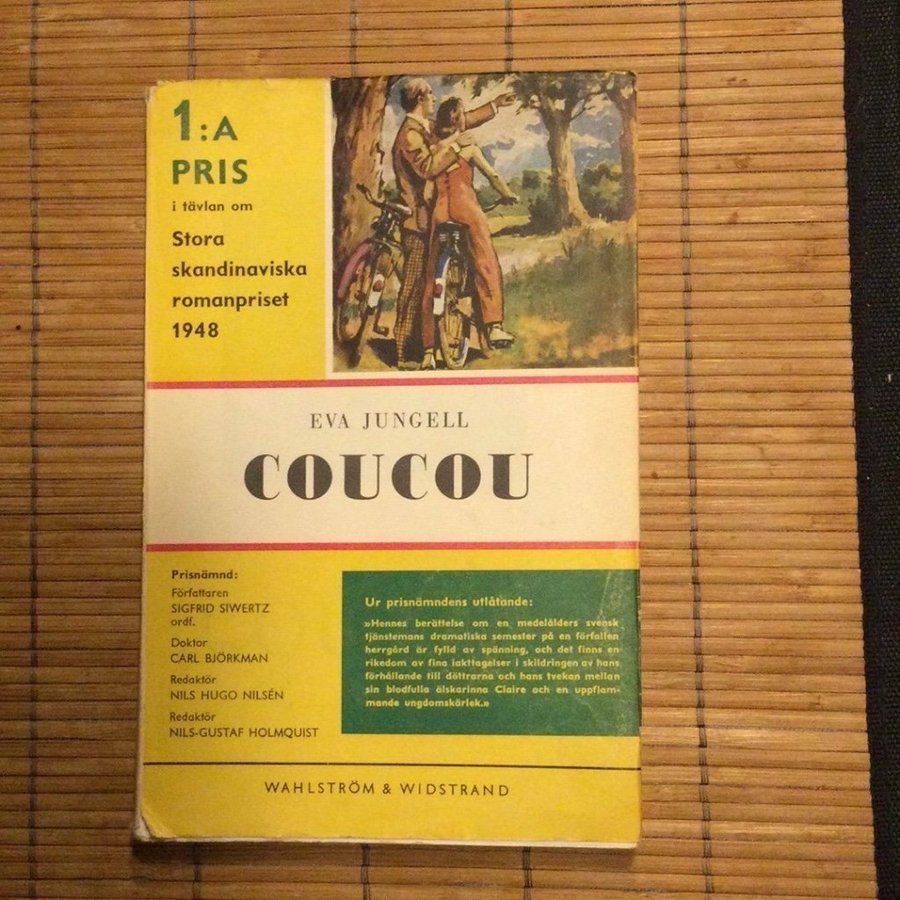 1:A
PRIS
i tävlan om
Stora
skandinaviska
romanpriset
1948
EVA JUNGELL
COUCOU
Prisnämnd:
Författaren
SIGFRID SIWERTZ
ordf.
Doktor
CARL BJÖRKMAN
Redaktör
NILS HUGO NILSÉN
Redaktör
NILS-GUSTAF HOLMQUIST
Ur prisnämndens utlåtande:
»Hennes berättelse om en medelålders svensk
tjänstemans dramatiska semester på en förfallen
herrgård är fylld av spänning, och det finns en
rikedom av fina iakttagelser i skildringen av hans
förhållande till döttrarna och hans tvekan mellan
sin blodfulla älskarinna Claire och en uppflam-
mande ungdomskärlek.»
WAHLSTRÖM & WIDSTRAND